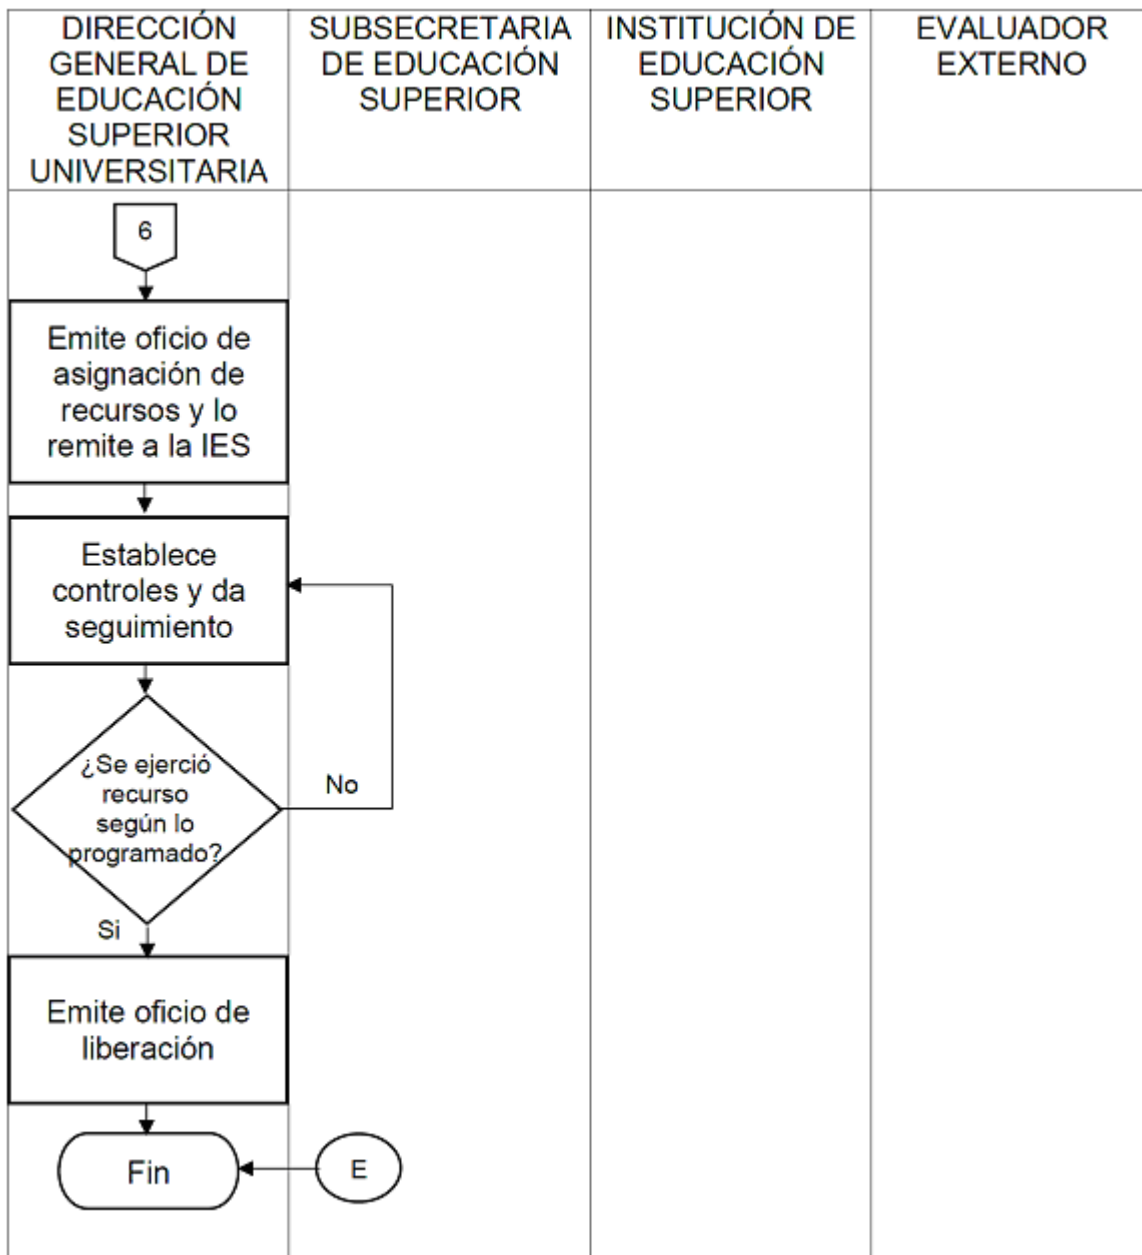 DIRECCIÓN
GENERAL DE
EDUCACIÓN
SUPERIOR
UNIVERSITARIA
SUBSECRETARIA
DE EDUCACIÓN
SUPERIOR
INSTITUCIÓN DE
EDUCACIÓN
SUPERIOR
EVALUADOR
EXTERNO
6
Emite oficio de
asignación de
recursos y lo
remite a la IES
Establece
controles y da
seguimiento
¿Se ejerció
recurso
según lo
programado?
No
Si
Emite oficio de
liberación
Fin
E